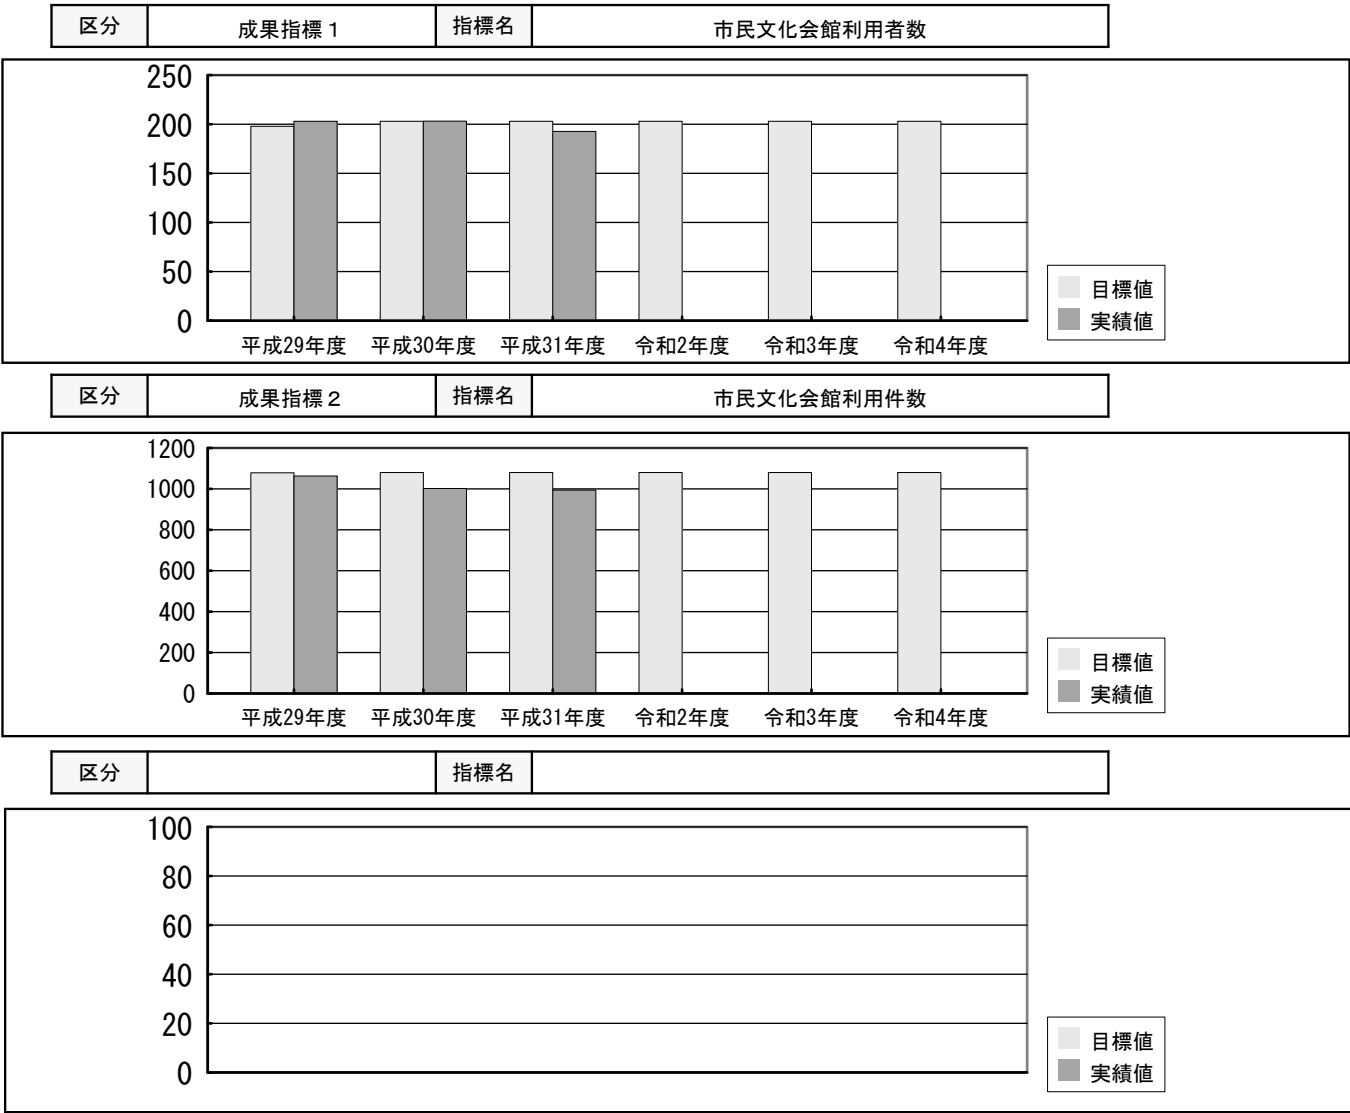 区分 成果指標1 指標名 市民文化会館利用者数
250
200
150
100
50
0
平成29年度 平成30年度 平成31年度 令和2年度 令和3年度 令和4年度
目標値
実績値
区分 成果指標2 指標名 市民文化会館利用件数
1200
1000
800
600
400
200
0
平成29年度 平成30年度 平成31年度 令和2年度 令和3年度 令和4年度
目標値
実績値
区分 指標名
100
80
60
40
20
0
目標値
実績値